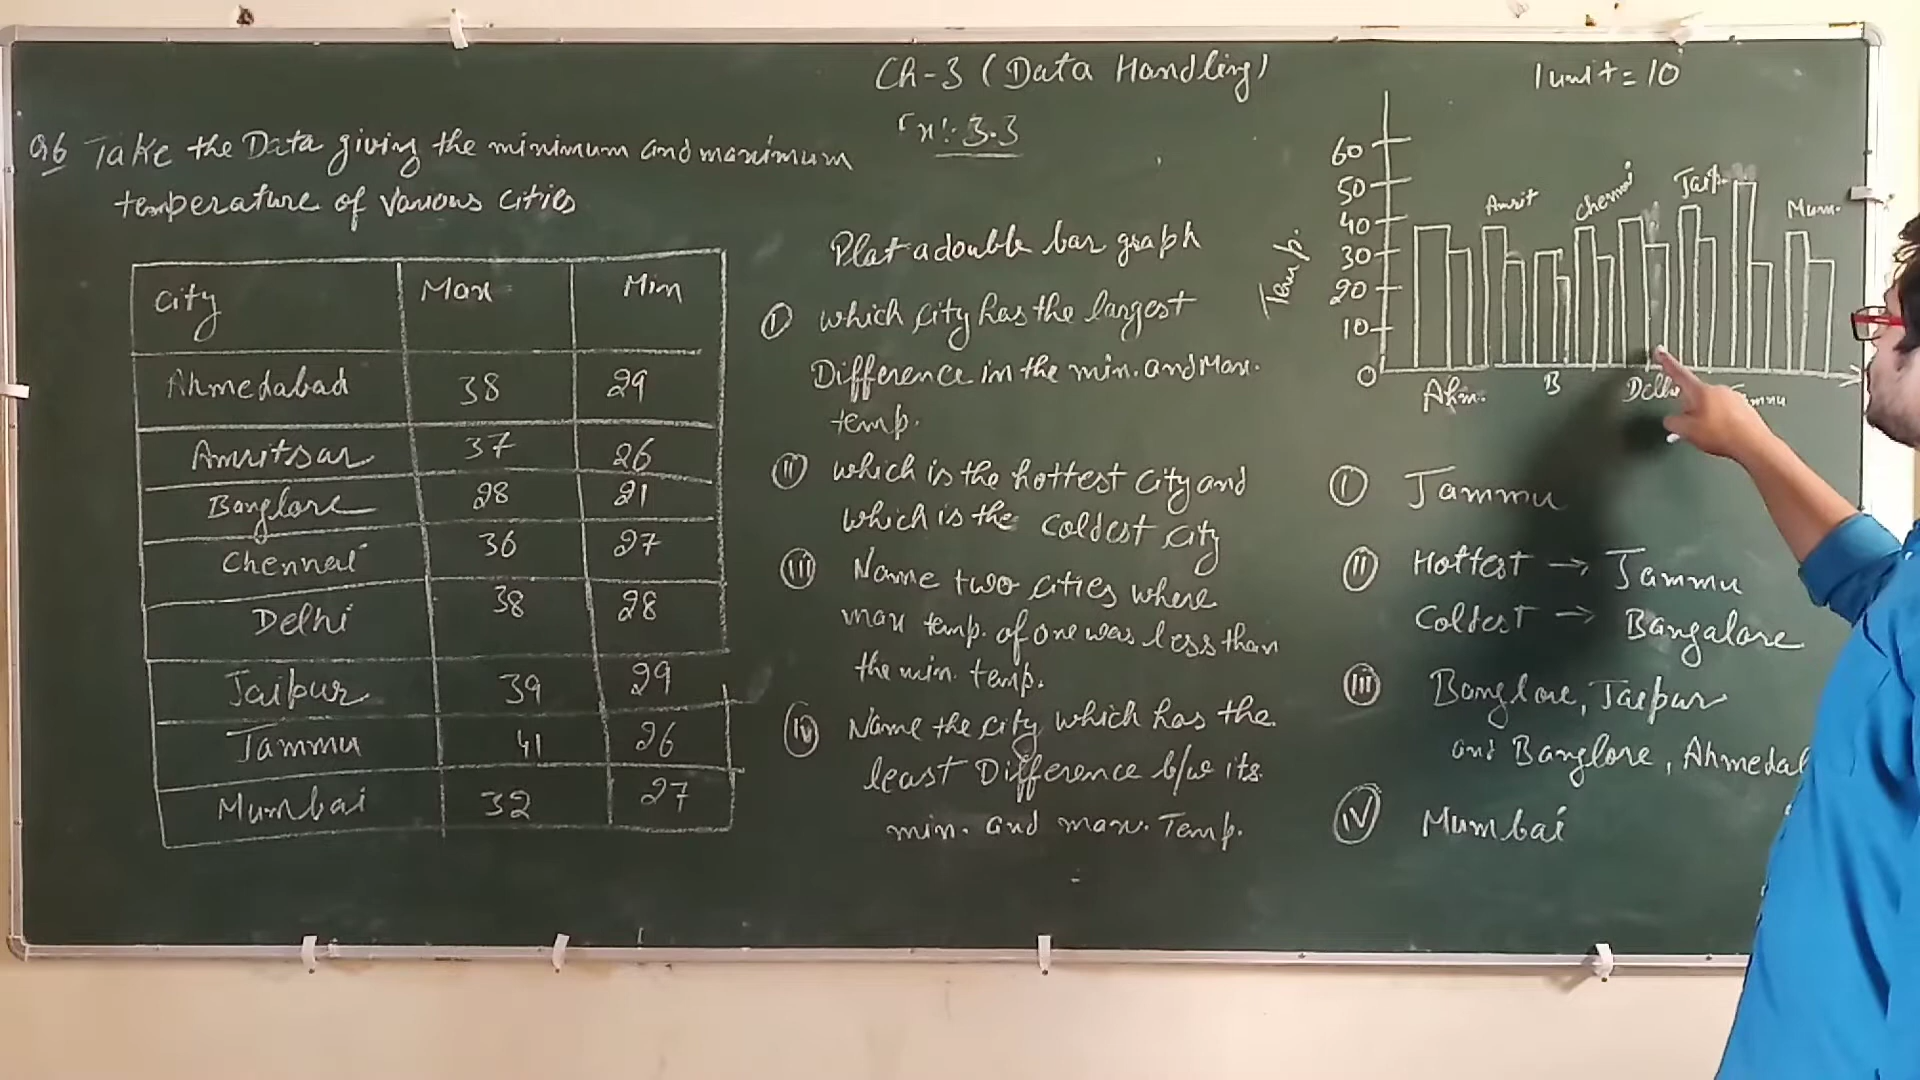 Ch-3 (Data Handling)
Ex:- 3.3
Q6 Take the Data giving the minimum and maximum
temperature of various cities
City Max Min
Ahmedabad 38 29
Amritsar 37 26
Banglore 28 21
Chennai 36 27
Delhi 38 28
Jaipur 39 29
Jammu 41 26
Mumbai 32 27
Plot a double bar graph
(i) which city has the largest
Difference in the min. and Max.
temp.
(ii) which is the hottest city and
which is the coldest city
(iii) Name two cities where
max temp. of one was less than
the min. temp.
(iv) Name the city which has the
least Difference b/w its
min. and max. Temp.
1 unit = 10
Temp.
60
50
40
30
20
10
0
Amrit Chennai Jaip. Mum.
Ahm. B
(i) Jammu
(ii) Hottest → Jammu
Coldest → Bangalore
(iii) Banglore, Jaipur
and Banglore, Ahmedab
(iv) Mumbai